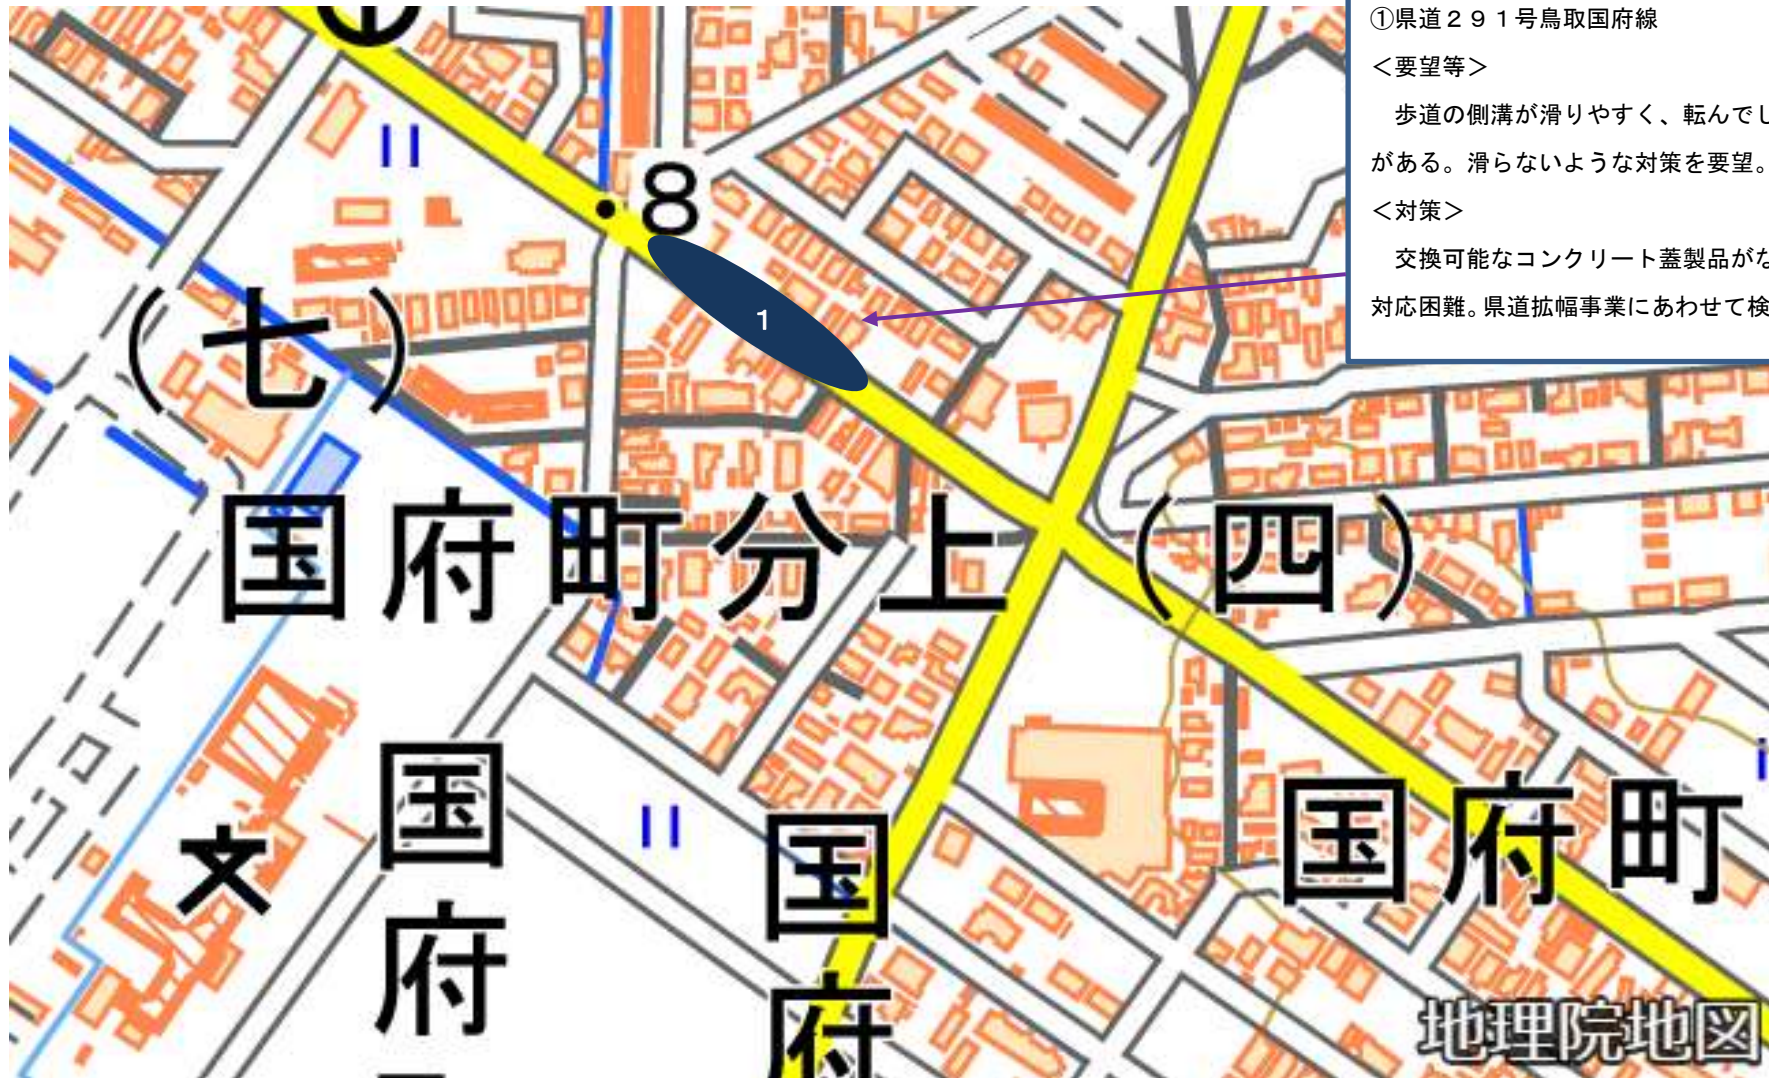 ①県道２９１号鳥取国府線
＜要望等＞
歩道の側溝が滑りやすく、転んでし
がある。滑らないような対策を要望。
＜対策＞
交換可能なコンクリート蓋製品がな
対応困難。県道拡幅事業にあわせて検
8
1
（七）
国府町分上（四）
国府
国府
国府町
地理院地図